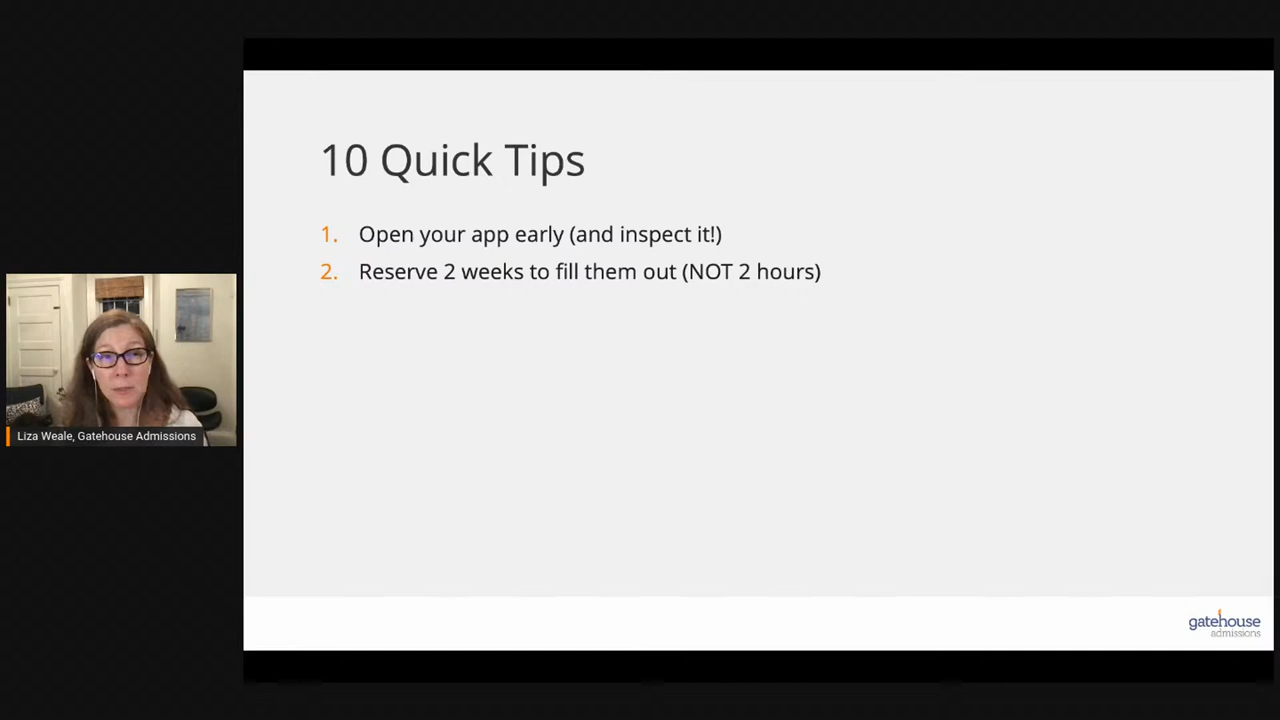 10 Quick Tips
1. Open your app early (and inspect it!)
2. Reserve 2 weeks to fill them out (NOT 2 hours)
Liza Weale, Gatehouse Admissions
gatehouse
admissions